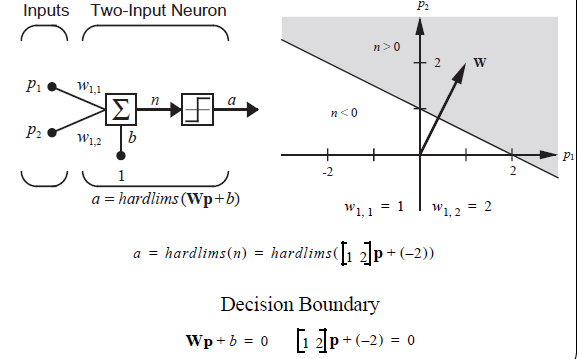 Inputs Two-Input Neuron
p₁ w₁,₁ Σ n a
p₂ w₁,₂ b
1
a = hardlims(Wp + b)
p₂
n > 0
2 W
n < 0
p₁
-2 2
w₁,₁ = 1 w₁,₂ = 2
a = hardlims(n) = hardlims([1 2]p + (–2))
Decision Boundary
Wp + b = 0 [1 2]p + (–2) = 0